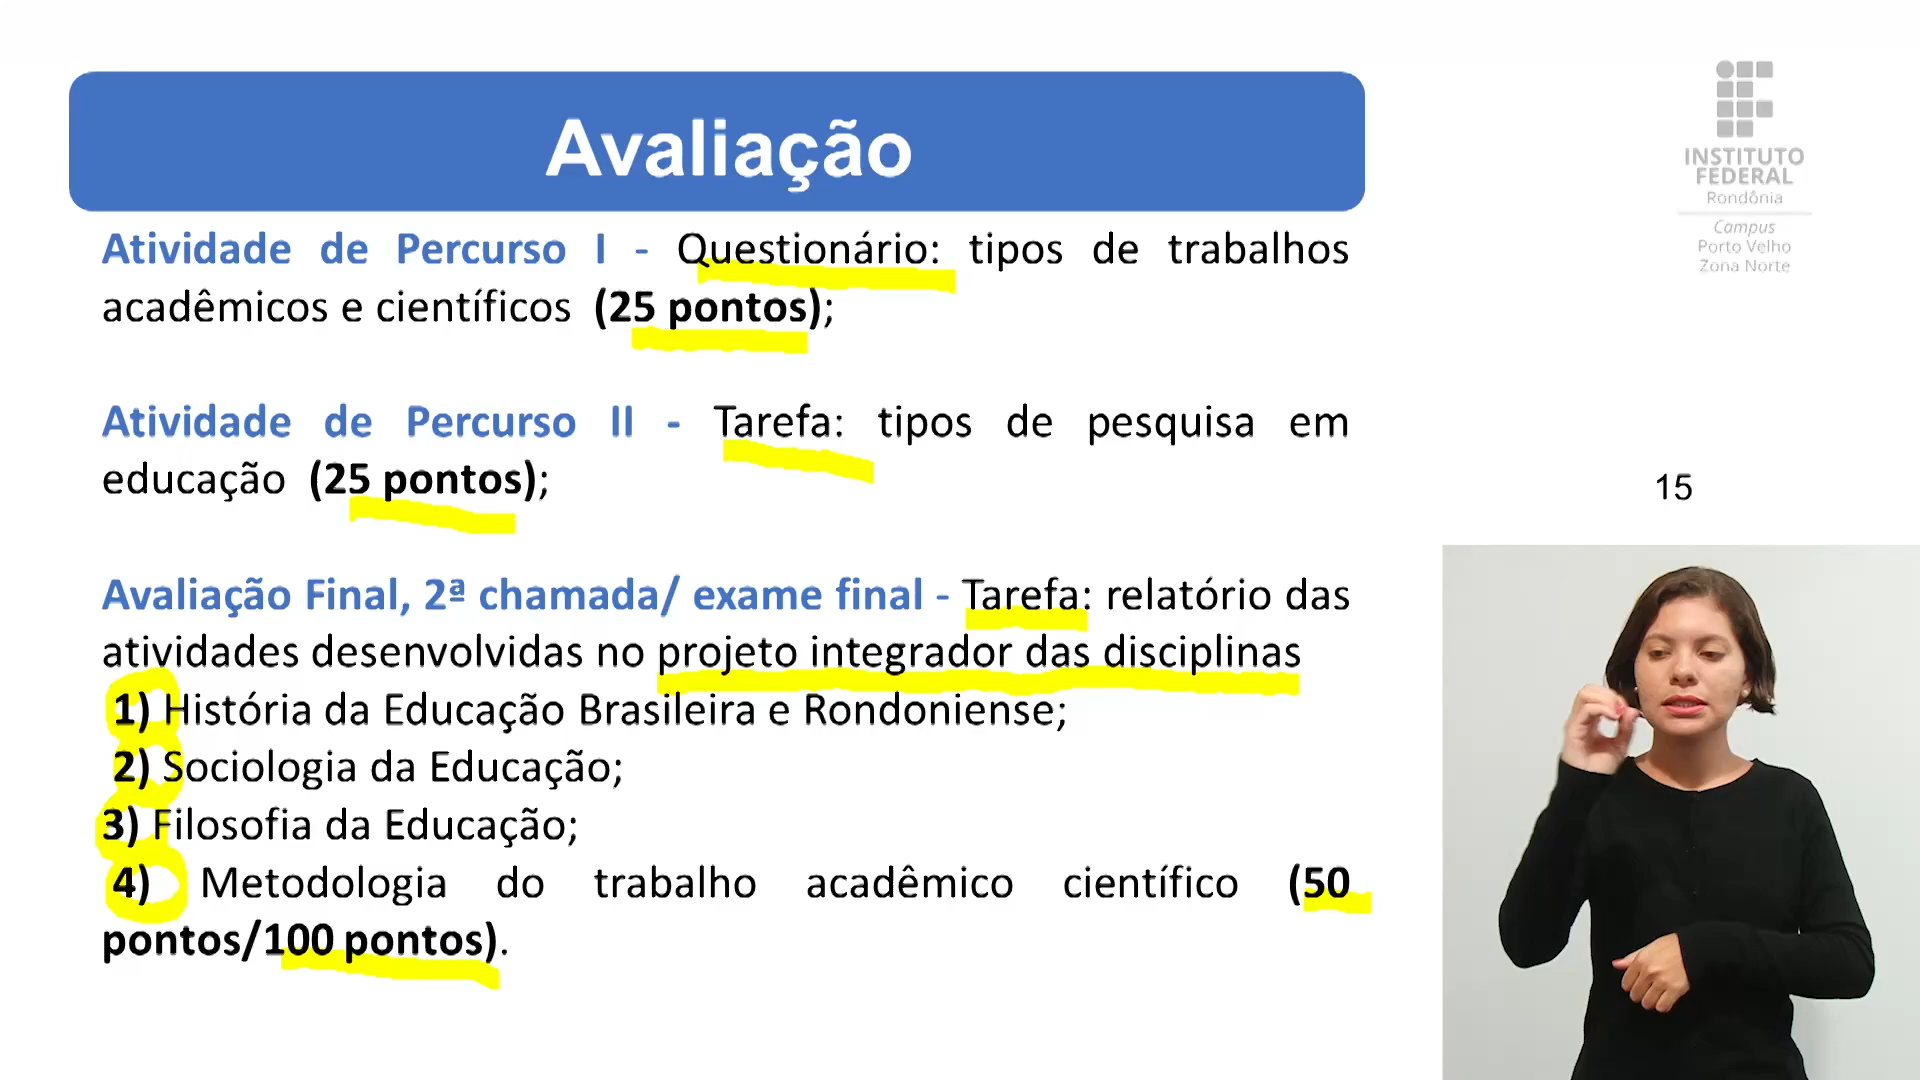 Avaliação
Atividade de Percurso I - Questionário: tipos de trabalhos
acadêmicos e científicos (25 pontos);
Atividade de Percurso II - Tarefa: tipos de pesquisa em
educação (25 pontos);
Avaliação Final, 2ª chamada/ exame final - Tarefa: relatório das
atividades desenvolvidas no projeto integrador das disciplinas
1) História da Educação Brasileira e Rondoniense;
2) Sociologia da Educação;
3) Filosofia da Educação;
4) Metodologia do trabalho acadêmico científico (50
pontos/100 pontos).
INSTITUTO
FEDERAL
Rondônia
Campus
Porto Velho
Zona Norte
15